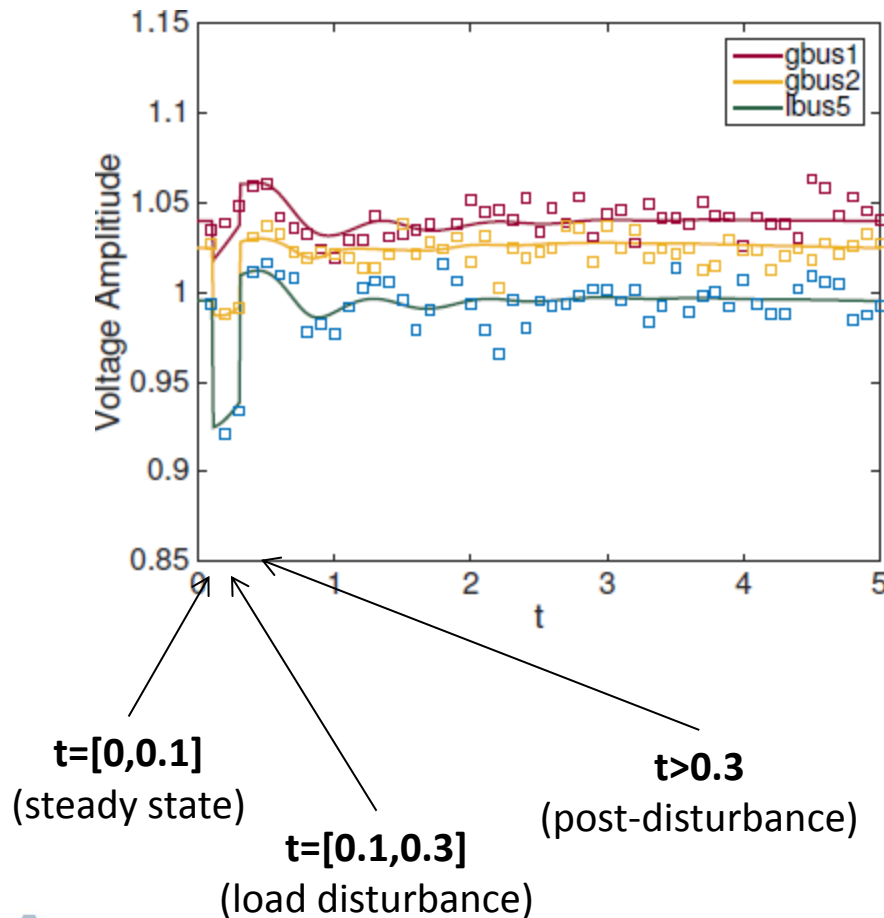 1.15
1.1
1.05
1
0.95
0.9
0.85
Voltage Amplitiude
gbus1
gbus2
lbus5
0
1
2
3
4
5
t
t=[0,0.1]
(steady state)
t>0.3
(post-disturbance)
t=[0.1,0.3]
(load disturbance)